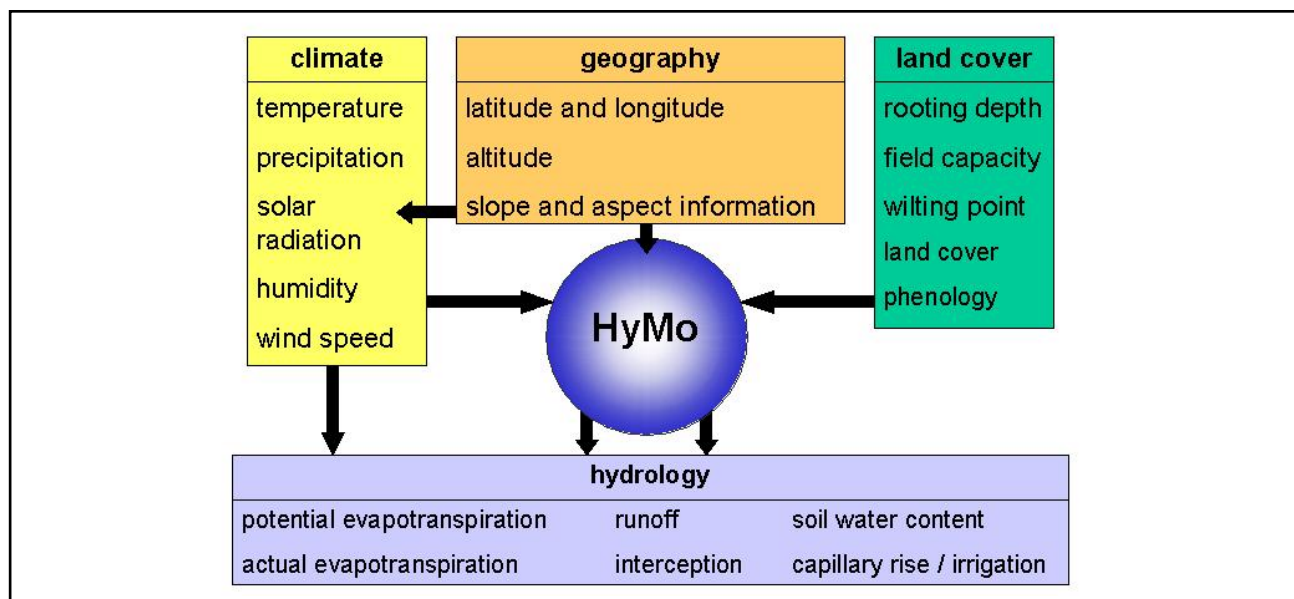 climate
temperature
precipitation
solar
radiation
humidity
wind speed
geography
latitude and longitude
altitude
slope and aspect information
land cover
rooting depth
field capacity
wilting point
land cover
phenology
HyMo
hydrology
potential evapotranspiration
runoff
soil water content
actual evapotranspiration
interception
capillary rise / irrigation